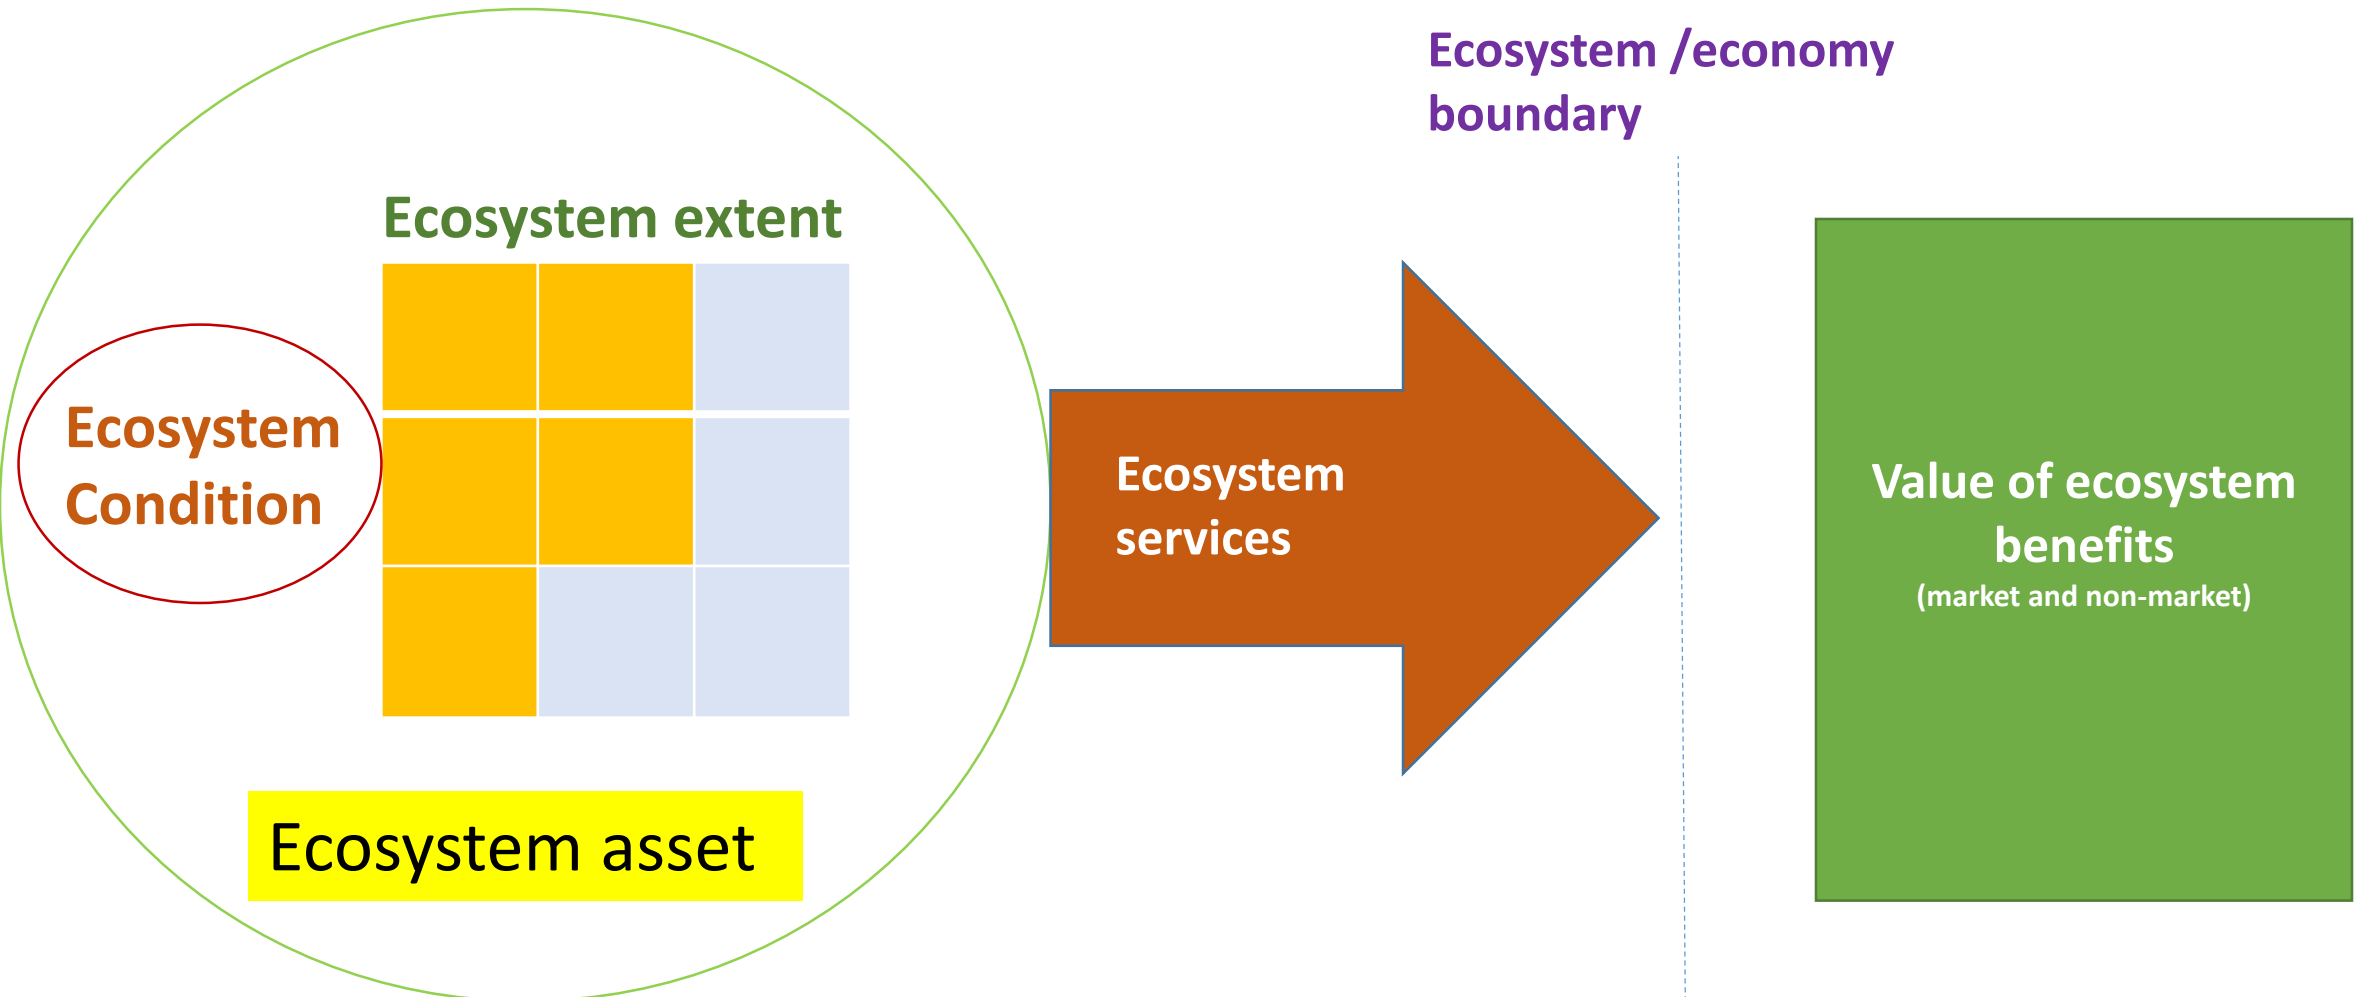 Ecosystem /economy
boundary
Ecosystem extent
Ecosystem
Condition
Ecosystem
services
Value of ecosystem
benefits
(market and non-market)
Ecosystem asset